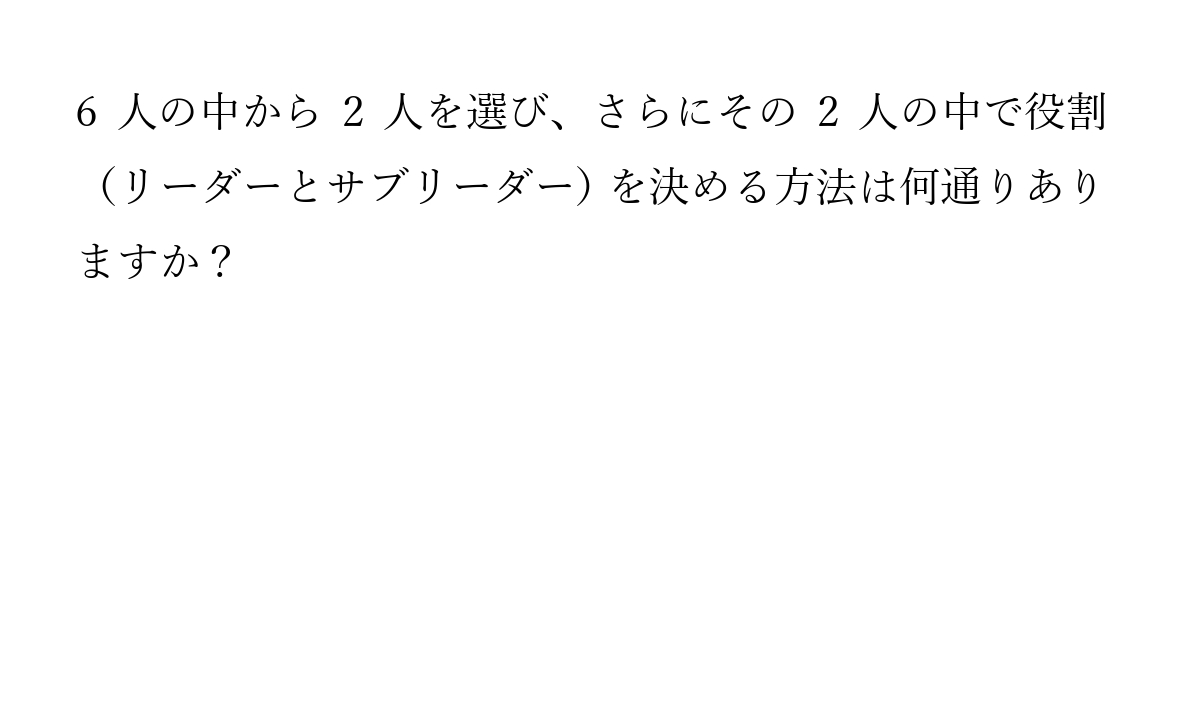 6 人の中から 2 人を選び、さらにその 2 人の中で役割
（リーダーとサブリーダー）を決める方法は何通りあり
ますか？